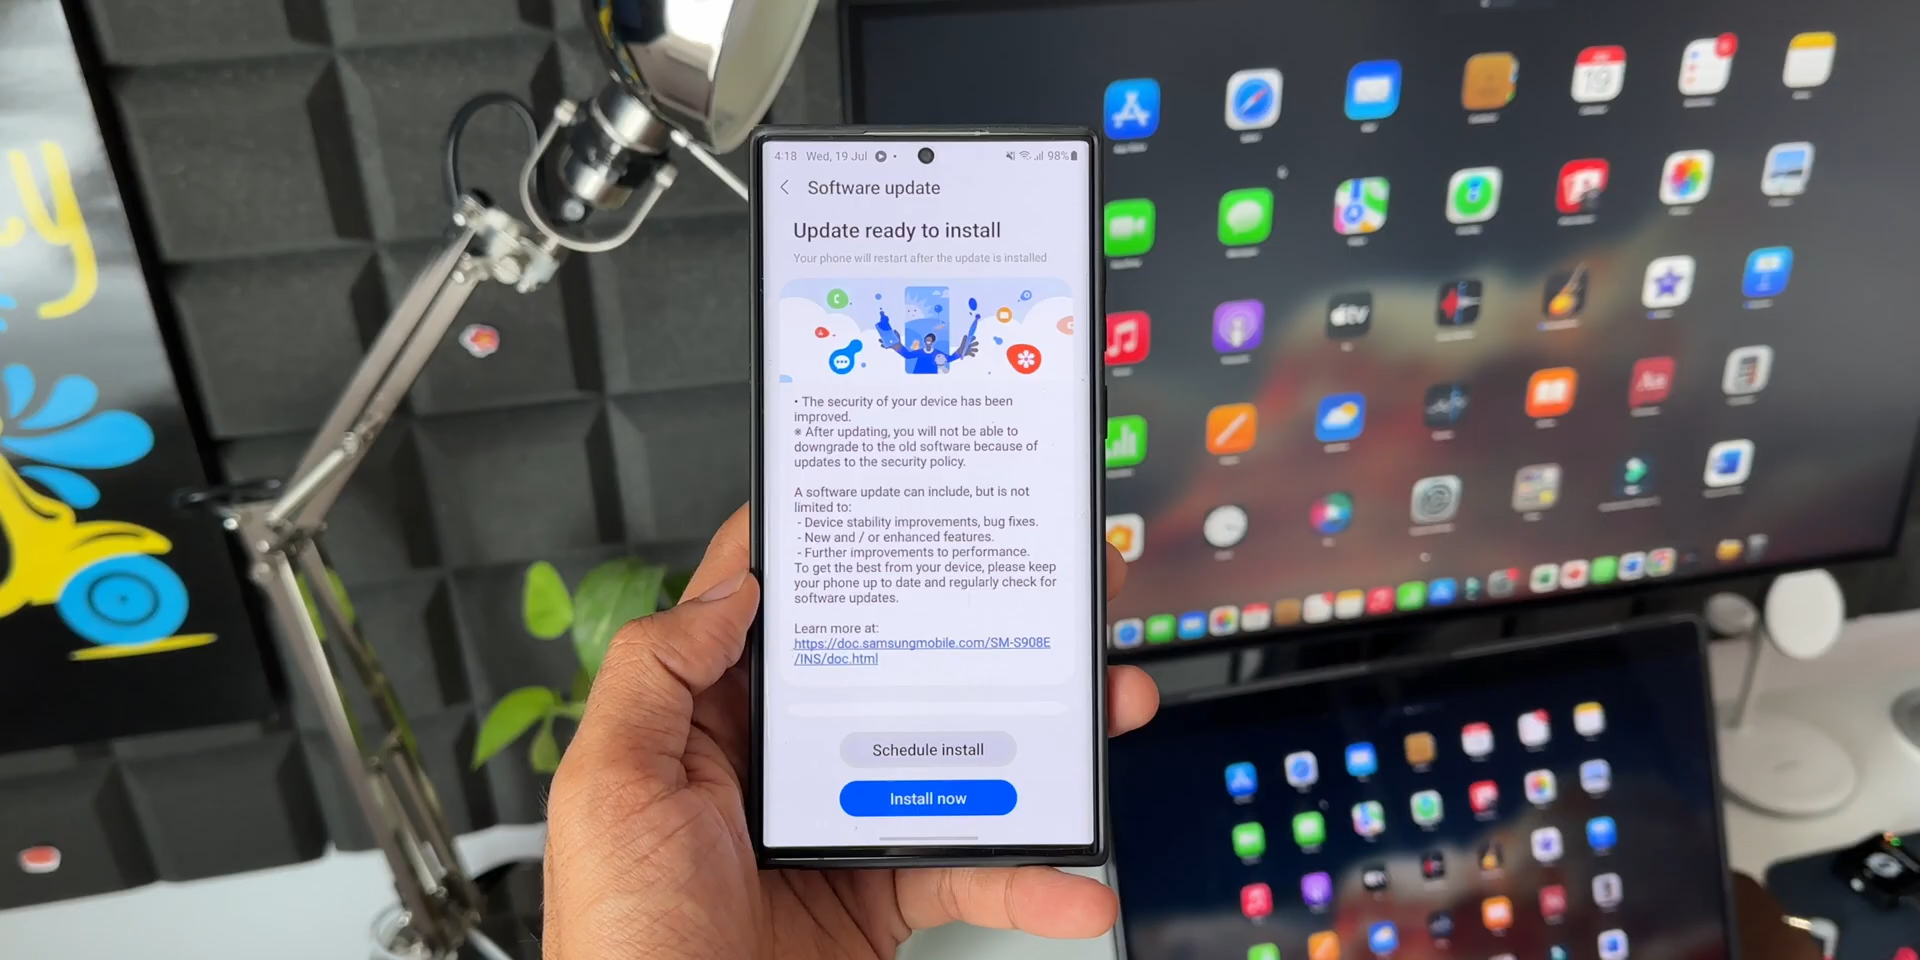 4:18 Wed, 19 Jul
98%
Software update
Update ready to install
Your phone will restart after the update is installed
• The security of your device has been
improved.
※ After updating, you will not be able to
downgrade to the old software because of
updates to the security policy.
A software update can include, but is not
limited to:
- Device stability improvements, bug fixes.
- New and / or enhanced features.
- Further improvements to performance.
To get the best from your device, please keep
your phone up to date and regularly check for
software updates.
Learn more at:
https://doc.samsungmobile.com/SM-S908E
/INS/doc.html
Schedule install
Install now
19
tv
Aa